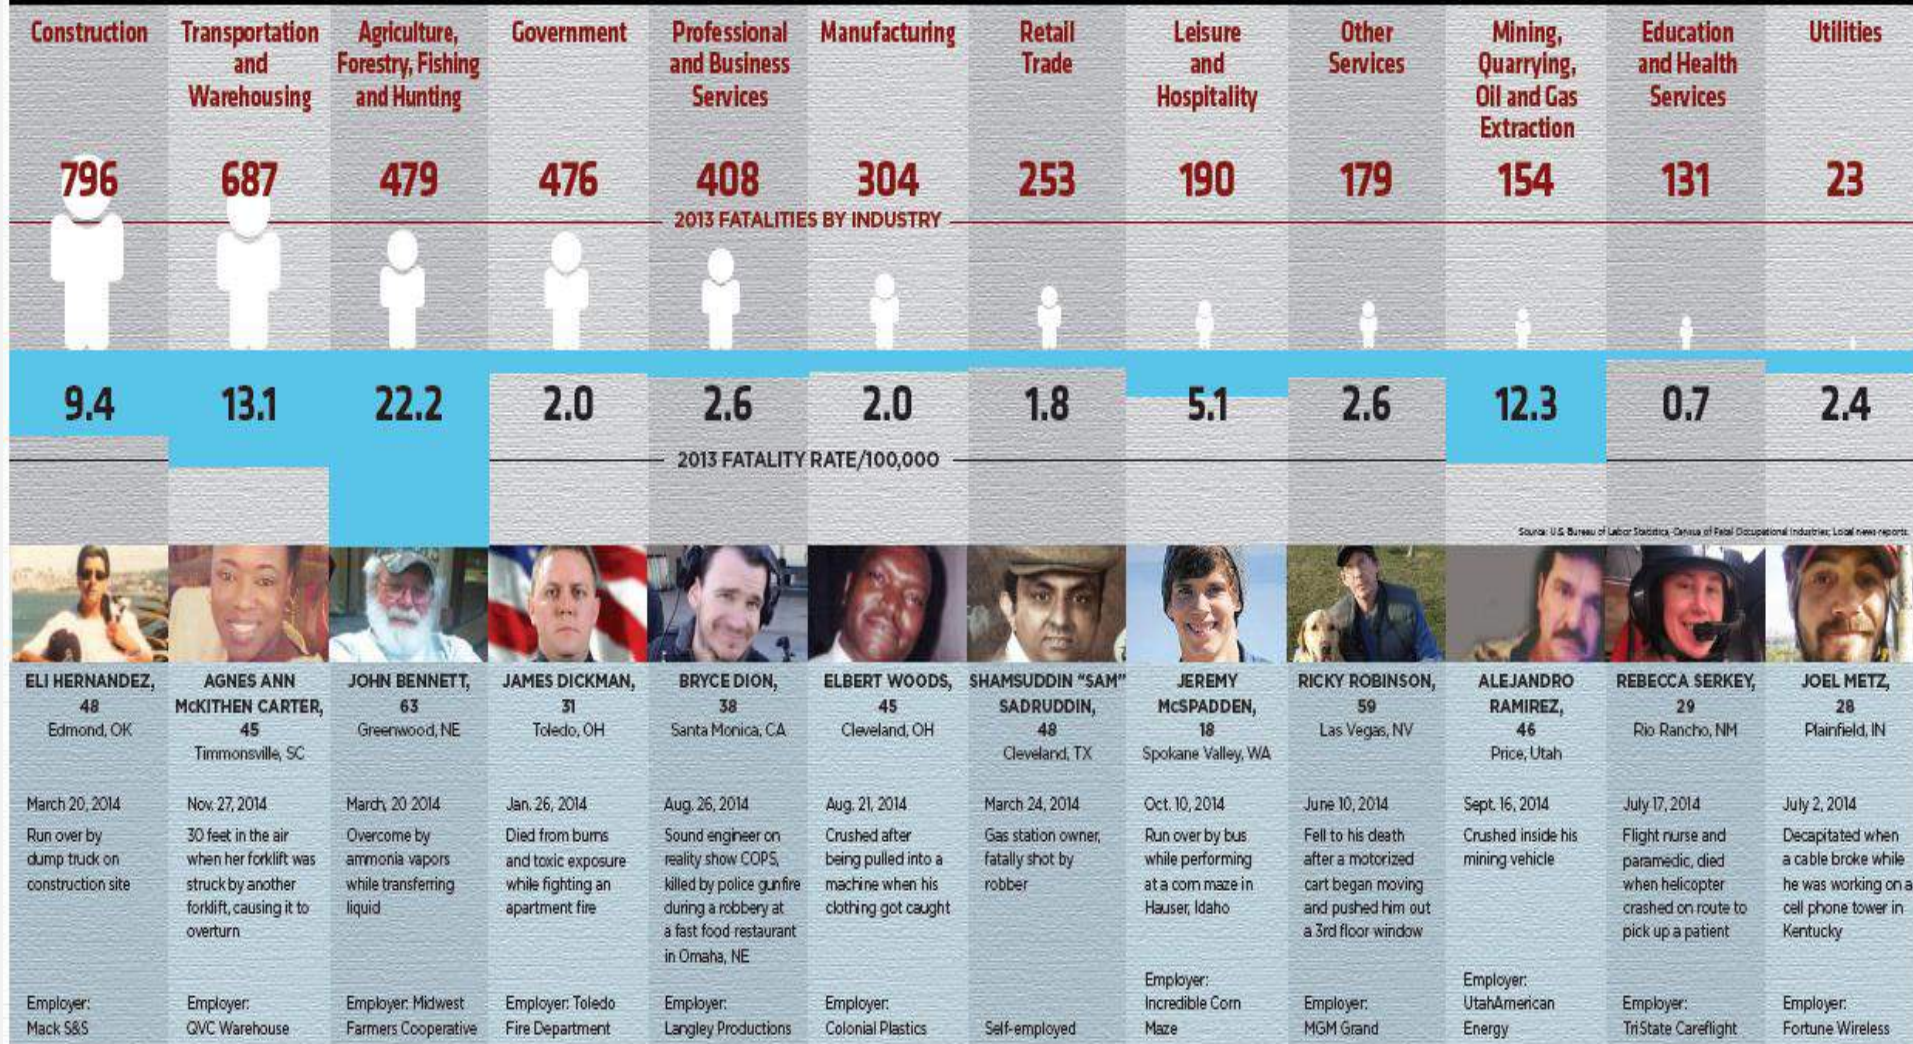 Construction
Transportation
and
Warehousing
Agriculture,
Forestry, Fishing
and Hunting
Government
Professional
and Business
Services
Manufacturing
Retail
Trade
Leisure
and
Hospitality
Other
Services
Mining,
Quarrying,
Oil and Gas
Extraction
Education
and Health
Services
Utilities
796
687
479
476
408
304
253
190
179
154
131
23
2013 FATALITIES BY INDUSTRY
9.4
13.1
22.2
2.0
2.6
2.0
1.8
5.1
2.6
12.3
0.7
2.4
2013 FATALITY RATE/100,000
Source: U.S. Bureau of Labor Statistics, Census of Fatal Occupational Industries; Local news reports
ELI HERNANDEZ,
48
Edmond, OK
March 20, 2014
Run over by
dump truck on
construction site
Employer:
Mack S&S
AGNES ANN
McKITHEN CARTER,
45
Timmonsville, SC
Nov. 27, 2014
30 feet in the air
when her forklift was
struck by another
forklift, causing it to
overturn
Employer:
QVC Warehouse
JOHN BENNETT,
63
Greenwood, NE
March, 20 2014
Overcome by
ammonia vapors
while transferring
liquid
Employer: Midwest
Farmers Cooperative
JAMES DICKMAN,
31
Toledo, OH
Jan. 26, 2014
Died from burns
and toxic exposure
while fighting an
apartment fire
Employer: Toledo
Fire Department
BRYCE DION,
38
Santa Monica, CA
Aug. 26, 2014
Sound engineer on
reality show COPS,
killed by police gunfire
during a robbery at
a fast food restaurant
in Omaha, NE
Employer:
Langley Productions
ELBERT WOODS,
45
Cleveland, OH
Aug. 21, 2014
Crushed after
being pulled into a
machine when his
clothing got caught
Employer:
Colonial Plastics
SHAMSUDDIN "SAM"
SADRUDDIN,
48
Cleveland, TX
March 24, 2014
Gas station owner,
fatally shot by
robber
Self-employed
JEREMY
McSPADDEN,
18
Spokane Valley, WA
Oct. 10, 2014
Run over by bus
while performing
at a corn maze in
Hauser, Idaho
Employer:
Incredible Corn
Maze
RICKY ROBINSON,
59
Las Vegas, NV
June 10, 2014
Fell to his death
after a motorized
cart began moving
and pushed him out
a 3rd floor window
Employer:
MGM Grand
ALEJANDRO
RAMIREZ,
46
Price, Utah
Sept. 16, 2014
Crushed inside his
mining vehicle
Employer:
UtahAmerican
Energy
REBECCA SERKEY,
29
Rio Rancho, NM
July 17, 2014
Flight nurse and
paramedic, died
when helicopter
crashed on route to
pick up a patient
Employer:
TriState Careflight
JOEL METZ,
28
Plainfield, IN
July 2, 2014
Decapitated when
a cable broke while
he was working on a
cell phone tower in
Kentucky
Employer:
Fortune Wireless